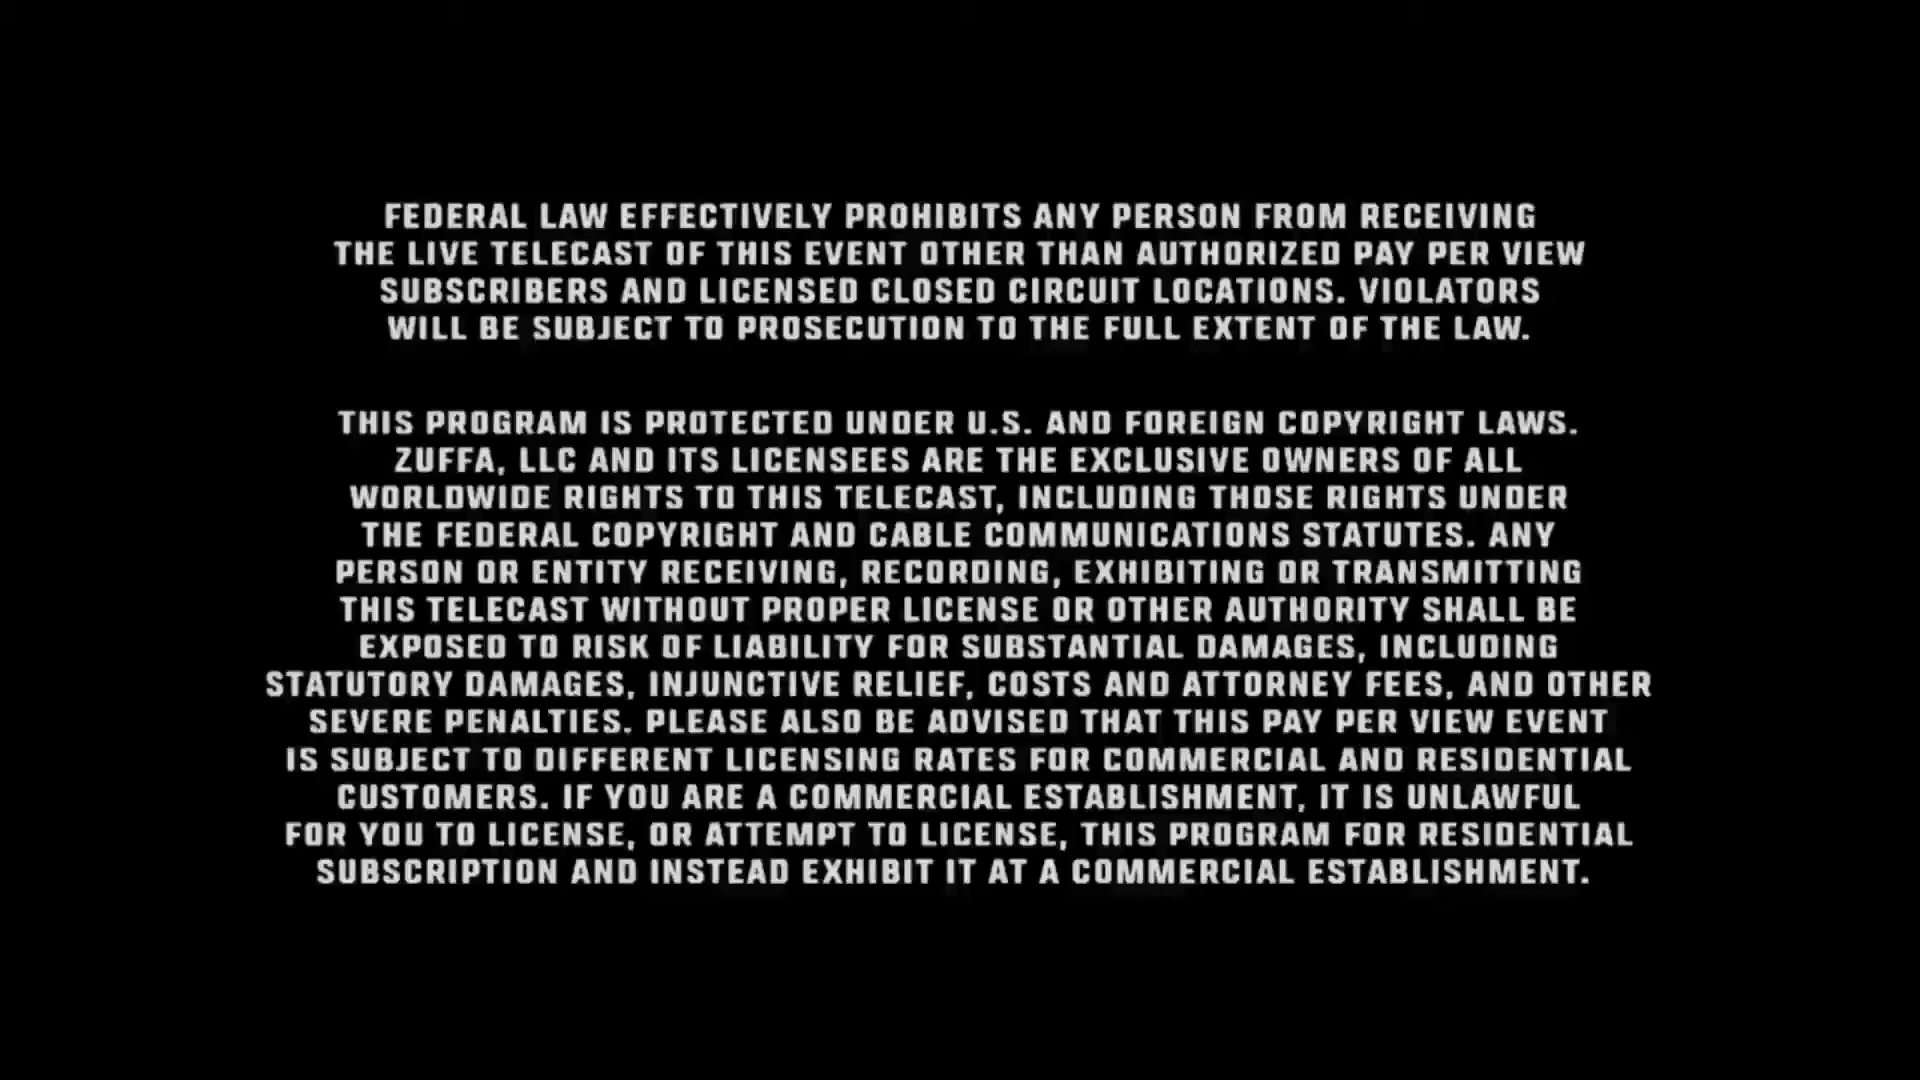 FEDERAL LAW EFFECTIVELY PROHIBITS ANY PERSON FROM RECEIVING
THE LIVE TELECAST OF THIS EVENT OTHER THAN AUTHORIZED PAY PER VIEW
SUBSCRIBERS AND LICENSED CLOSED CIRCUIT LOCATIONS. VIOLATORS
WILL BE SUBJECT TO PROSECUTION TO THE FULL EXTENT OF THE LAW.
THIS PROGRAM IS PROTECTED UNDER U.S. AND FOREIGN COPYRIGHT LAWS.
ZUFFA, LLC AND ITS LICENSEES ARE THE EXCLUSIVE OWNERS OF ALL
WORLDWIDE RIGHTS TO THIS TELECAST, INCLUDING THOSE RIGHTS UNDER
THE FEDERAL COPYRIGHT AND CABLE COMMUNICATIONS STATUTES. ANY
PERSON OR ENTITY RECEIVING, RECORDING, EXHIBITING OR TRANSMITTING
THIS TELECAST WITHOUT PROPER LICENSE OR OTHER AUTHORITY SHALL BE
EXPOSED TO RISK OF LIABILITY FOR SUBSTANTIAL DAMAGES, INCLUDING
STATUTORY DAMAGES, INJUNCTIVE RELIEF, COSTS AND ATTORNEY FEES, AND OTHER
SEVERE PENALTIES. PLEASE ALSO BE ADVISED THAT THIS PAY PER VIEW EVENT
IS SUBJECT TO DIFFERENT LICENSING RATES FOR COMMERCIAL AND RESIDENTIAL
CUSTOMERS. IF YOU ARE A COMMERCIAL ESTABLISHMENT, IT IS UNLAWFUL
FOR YOU TO LICENSE, OR ATTEMPT TO LICENSE, THIS PROGRAM FOR RESIDENTIAL
SUBSCRIPTION AND INSTEAD EXHIBIT IT AT A COMMERCIAL ESTABLISHMENT.